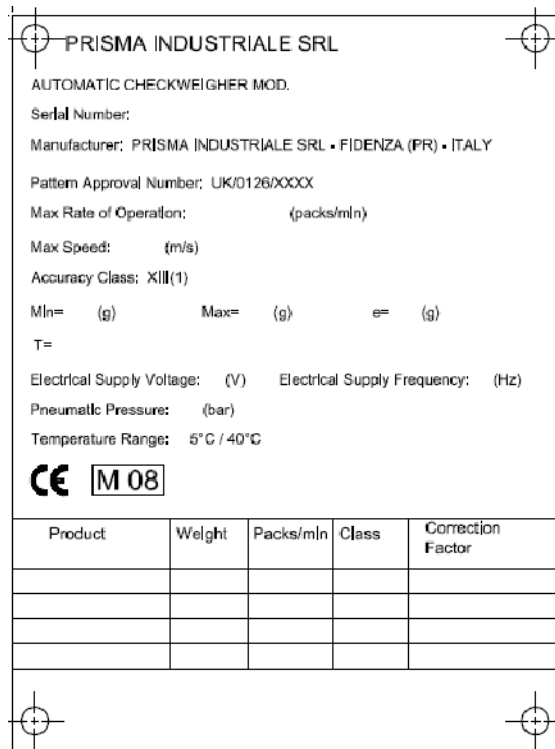 PRISMA INDUSTRIALE SRL
AUTOMATIC CHECKWEIGHER MOD.
Serial Number:
Manufacturer: PRISMA INDUSTRIALE SRL - FIDENZA (PR) - ITALY
Pattern Approval Number: UK/0126/XXXX
Max Rate of Operation: (packs/min)
Max Speed: (m/s)
Accuracy Class: XIII(1)
Min= (g) Max= (g) e= (g)
T=
Electrical Supply Voltage: (V) Electrical Supply Frequency: (Hz)
Pneumatic Pressure: (bar)
Temperature Range: 5°C / 40°C
CE M 08
Product Weight Packs/min Class Correction Factor